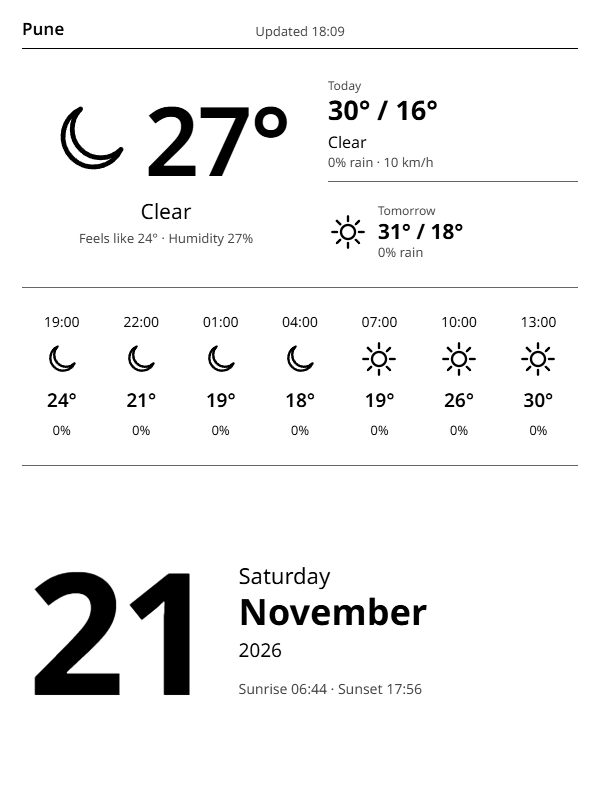 Pune
Updated 18:09
27°
Clear
Feels like 24° · Humidity 27%
Today
30° / 16°
Clear
0% rain · 10 km/h
Tomorrow
31° / 18°
0% rain
19:00 22:00 01:00 04:00 07:00 10:00 13:00
24° 21° 19° 18° 19° 26° 30°
0% 0% 0% 0% 0% 0% 0%
21
Saturday
November
2026
Sunrise 06:44 · Sunset 17:56